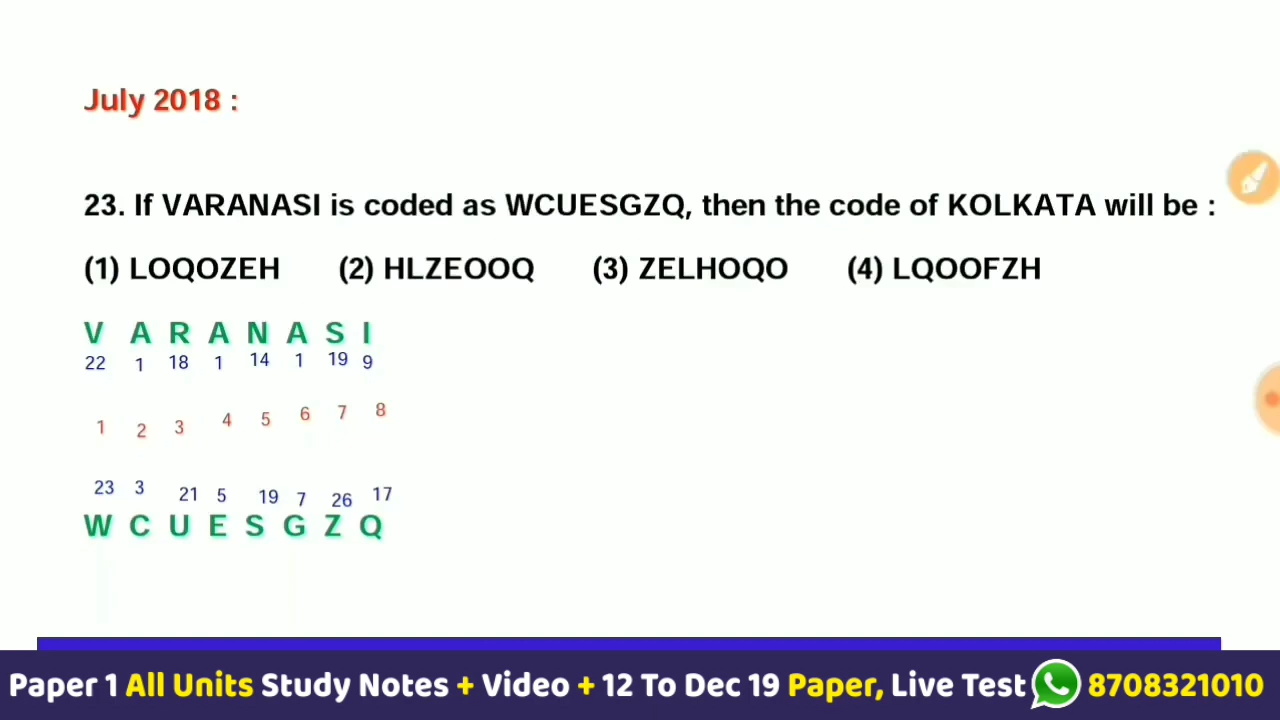 July 2018 :
23. If VARANASI is coded as WCUESGZQ, then the code of KOLKATA will be :
(1) LOQOZEH (2) HLZEOOQ (3) ZELHOQO (4) LQOOFZH
V A R A N A S I
22 1 18 1 14 1 19 9
1 2 3 4 5 6 7 8
23 3 21 5 19 7 26 17
W C U E S G Z Q
Paper 1 All Units Study Notes + Video + 12 To Dec 19 Paper, Live Test 8708321010